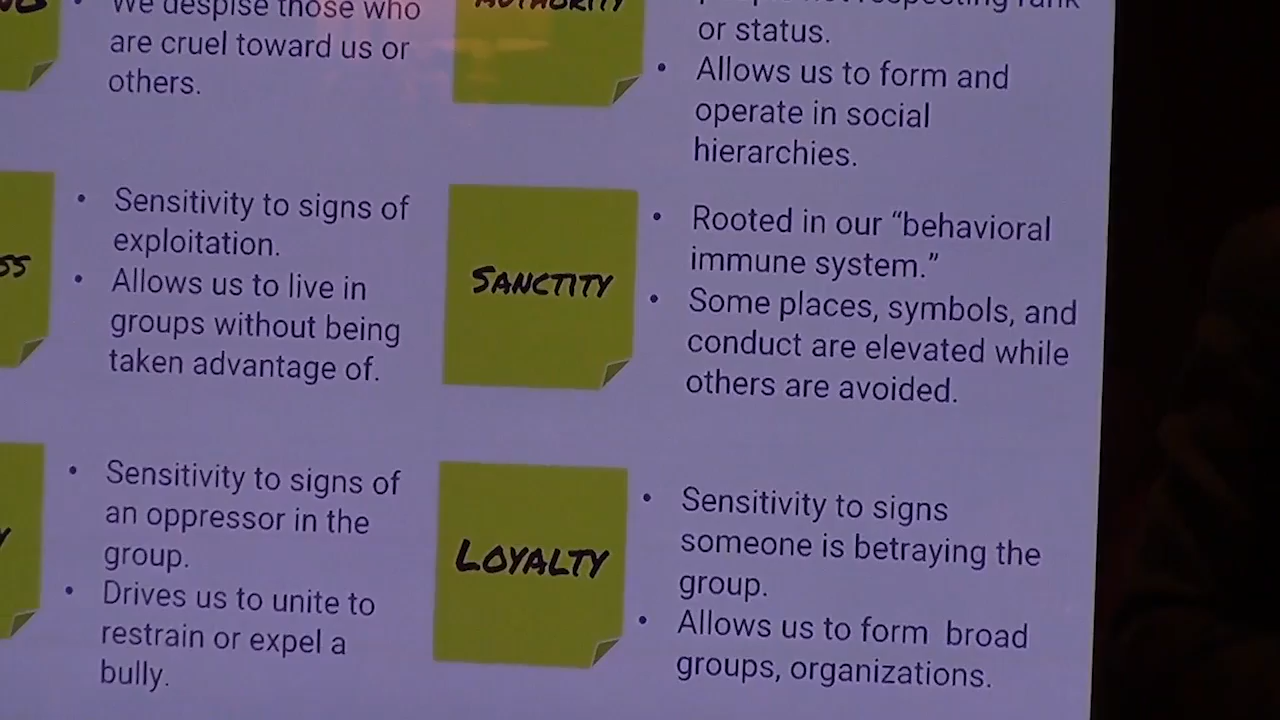 We despise those who
are cruel toward us or
others.
AUTHORITY
or status.
• Allows us to form and
operate in social
hierarchies.
• Sensitivity to signs of
exploitation.
• Allows us to live in
groups without being
taken advantage of.
SANCTITY
• Rooted in our “behavioral
immune system.”
• Some places, symbols, and
conduct are elevated while
others are avoided.
• Sensitivity to signs of
an oppressor in the
group.
• Drives us to unite to
restrain or expel a
bully.
LOYALTY
• Sensitivity to signs
someone is betraying the
group.
• Allows us to form broad
groups, organizations.